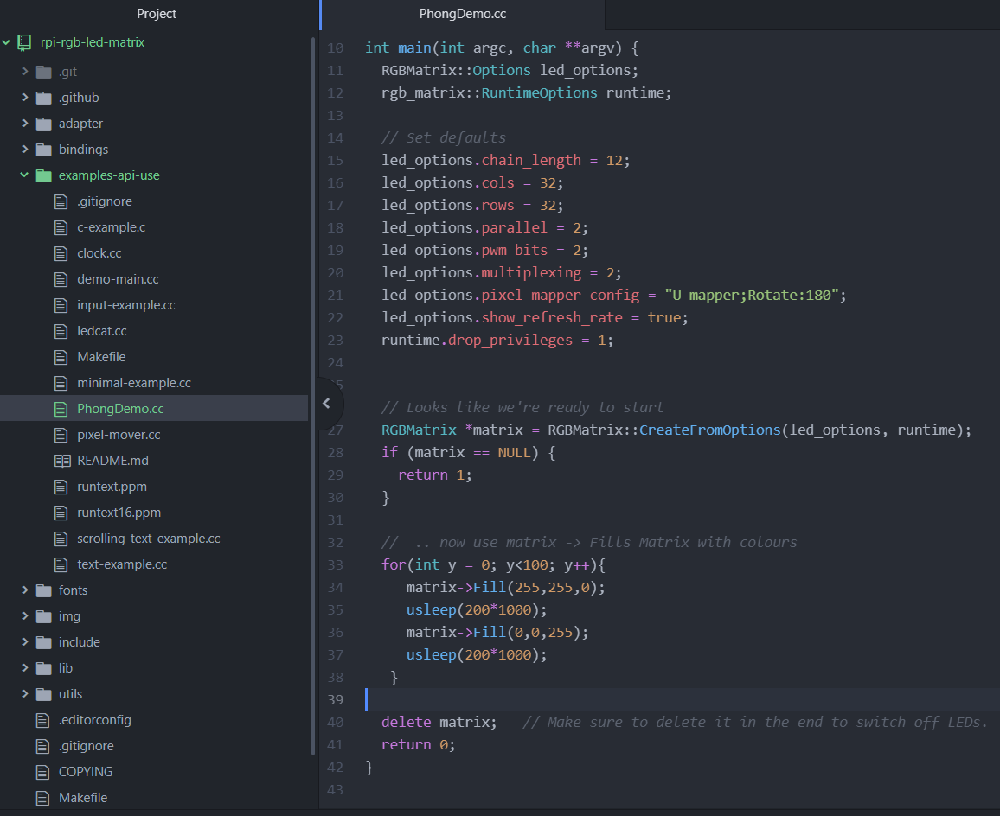 Project
rpi-rgb-led-matrix
.git
.github
adapter
bindings
examples-api-use
.gitignore
c-example.c
clock.cc
demo-main.cc
input-example.cc
ledcat.cc
Makefile
minimal-example.cc
PhongDemo.cc
pixel-mover.cc
README.md
runtext.ppm
runtext16.ppm
scrolling-text-example.cc
text-example.cc
fonts
img
include
lib
utils
.editorconfig
.gitignore
COPYING
Makefile
PhongDemo.cc
10 int main(int argc, char **argv) {
11   RGBMatrix::Options led_options;
12   rgb_matrix::RuntimeOptions runtime;
13
14   // Set defaults
15   led_options.chain_length = 12;
16   led_options.cols = 32;
17   led_options.rows = 32;
18   led_options.parallel = 2;
19   led_options.pwm_bits = 2;
20   led_options.multiplexing = 2;
21   led_options.pixel_mapper_config = "U-mapper;Rotate:180";
22   led_options.show_refresh_rate = true;
23   runtime.drop_privileges = 1;
24
  // Looks like we're ready to start
27   RGBMatrix *matrix = RGBMatrix::CreateFromOptions(led_options, runtime);
28   if (matrix == NULL) {
29     return 1;
30   }
31
32   //  .. now use matrix -> Fills Matrix with colours
33   for(int y = 0; y<100; y++){
34      matrix->Fill(255,255,0);
35      usleep(200*1000);
36      matrix->Fill(0,0,255);
37      usleep(200*1000);
38    }
39
40   delete matrix;   // Make sure to delete it in the end to switch off LEDs.
41   return 0;
42 }
43